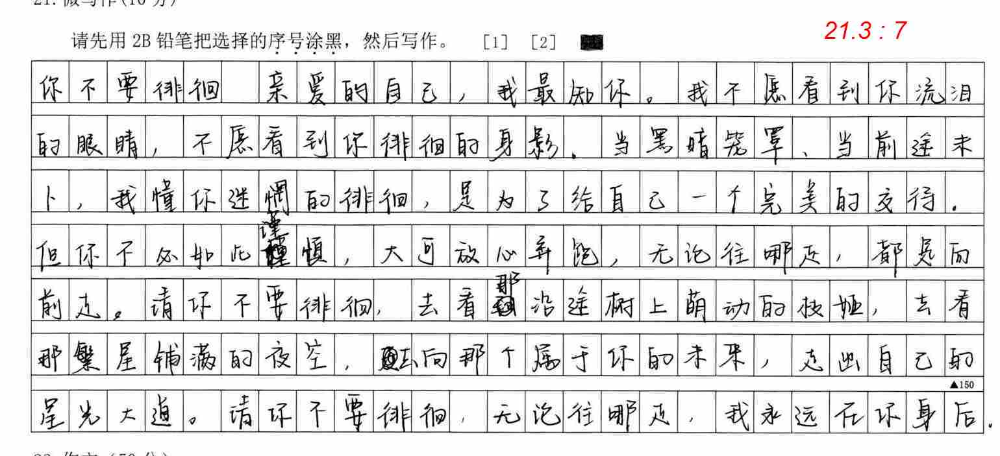 21. 微写作(10 分)
请先用 2B 铅笔把选择的序号涂黑，然后写作。 [1] [2] 21.3 : 7
你不要徘徊 亲爱的自己，我最知你。我不愿看到你流泪
的眼睛，不愿看到你徘徊的身影。当黑暗笼罩、当前途未
卜，我懂你迷惘的徘徊，是为了给自己一个完美的交待。
但你不必如此谨慎，大可放心奔跑，无论往哪走，都是向
前走。请你不要徘徊，去看那沿途树上萌动的枝桠，去看
那繁星铺满的夜空，去向那个属于你的未来，走出自己的
▲150
星光大道。请你不要徘徊，无论往哪走，我永远在你身后。